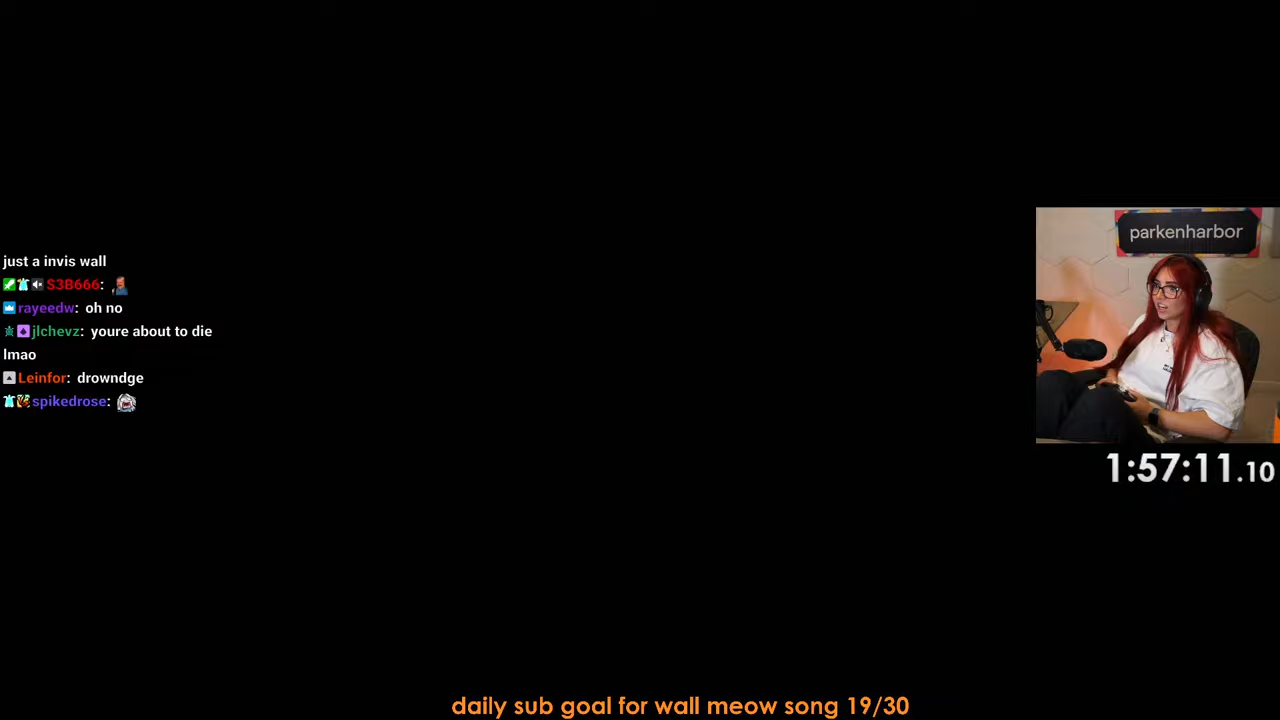 parkenharbor
just a invis wall
S3B666:
rayeedw: oh no
jlchevz: youre about to die
lmao
Leinfor: drowndge
spikedrose:
1:57:11.10
daily sub goal for wall meow song 19/30